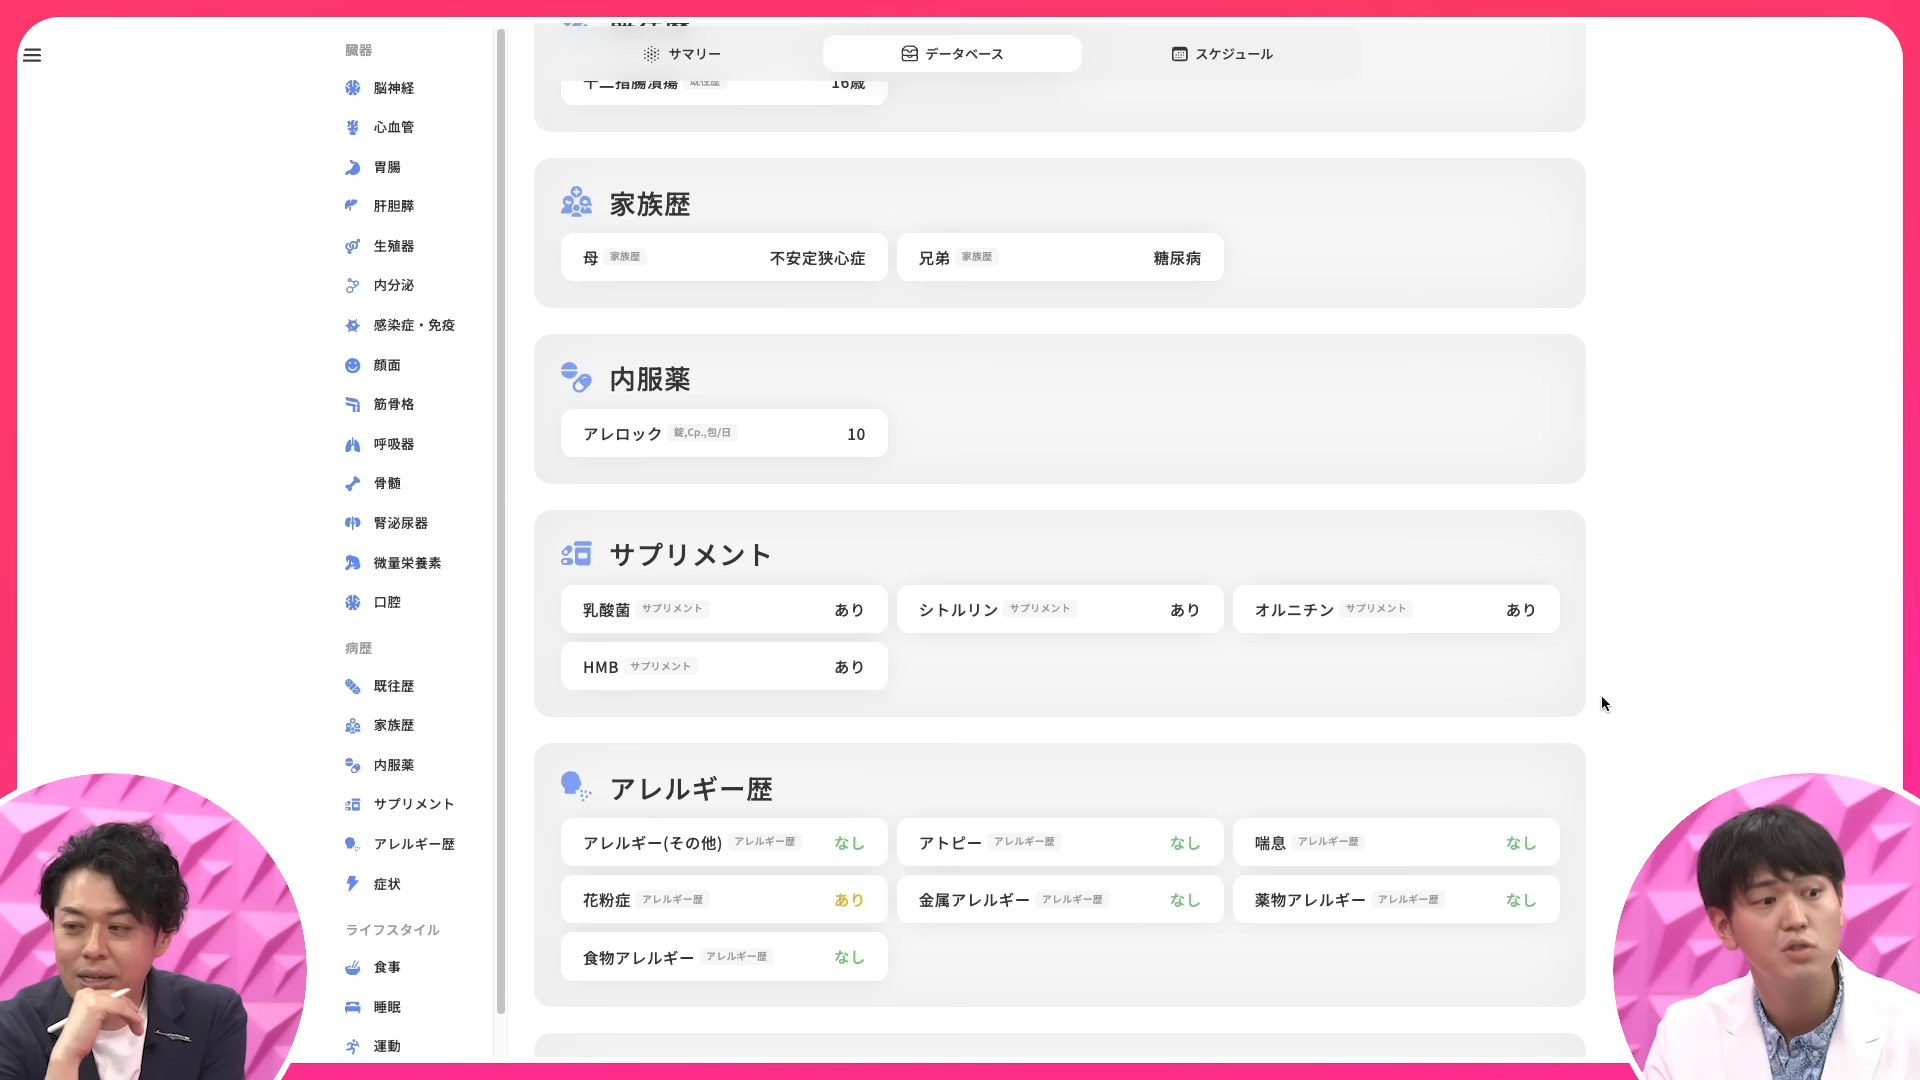 臓器
脳神経
心血管
胃腸
肝胆膵
生殖器
内分泌
感染症・免疫
顔面
筋骨格
呼吸器
骨髄
腎泌尿器
微量栄養素
口腔
病歴
既往歴
家族歴
内服薬
サプリメント
アレルギー歴
症状
ライフスタイル
食事
睡眠
運動
サマリー
データベース
スケジュール
十二指腸潰瘍 既往歴 16歳
家族歴
母 家族歴 不安定狭心症
兄弟 家族歴 糖尿病
内服薬
アレロック 錠,Cp.,包/日 10
サプリメント
乳酸菌 サプリメント あり
シトルリン サプリメント あり
オルニチン サプリメント あり
HMB サプリメント あり
アレルギー歴
アレルギー(その他) アレルギー歴 なし
アトピー アレルギー歴 なし
喘息 アレルギー歴 なし
花粉症 アレルギー歴 あり
金属アレルギー アレルギー歴 なし
薬物アレルギー アレルギー歴 なし
食物アレルギー アレルギー歴 なし